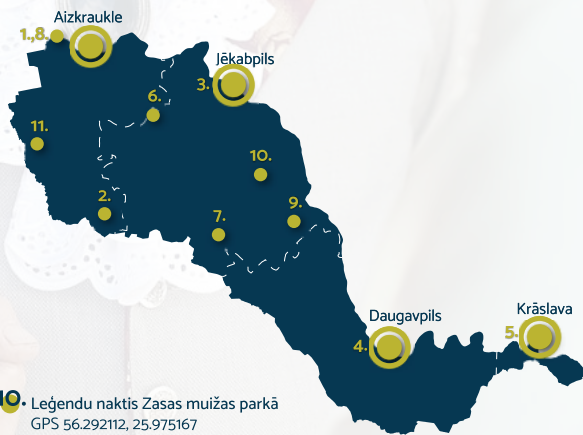 Aizkraukle
1.,8.
Jēkabpils
3.
6.
11.
10.
2.
9.
7.
Daugavpils
4.
Krāslava
5.
10. Leģendu naktis Zasas muižas parkā
GPS 56.292112, 25.975167